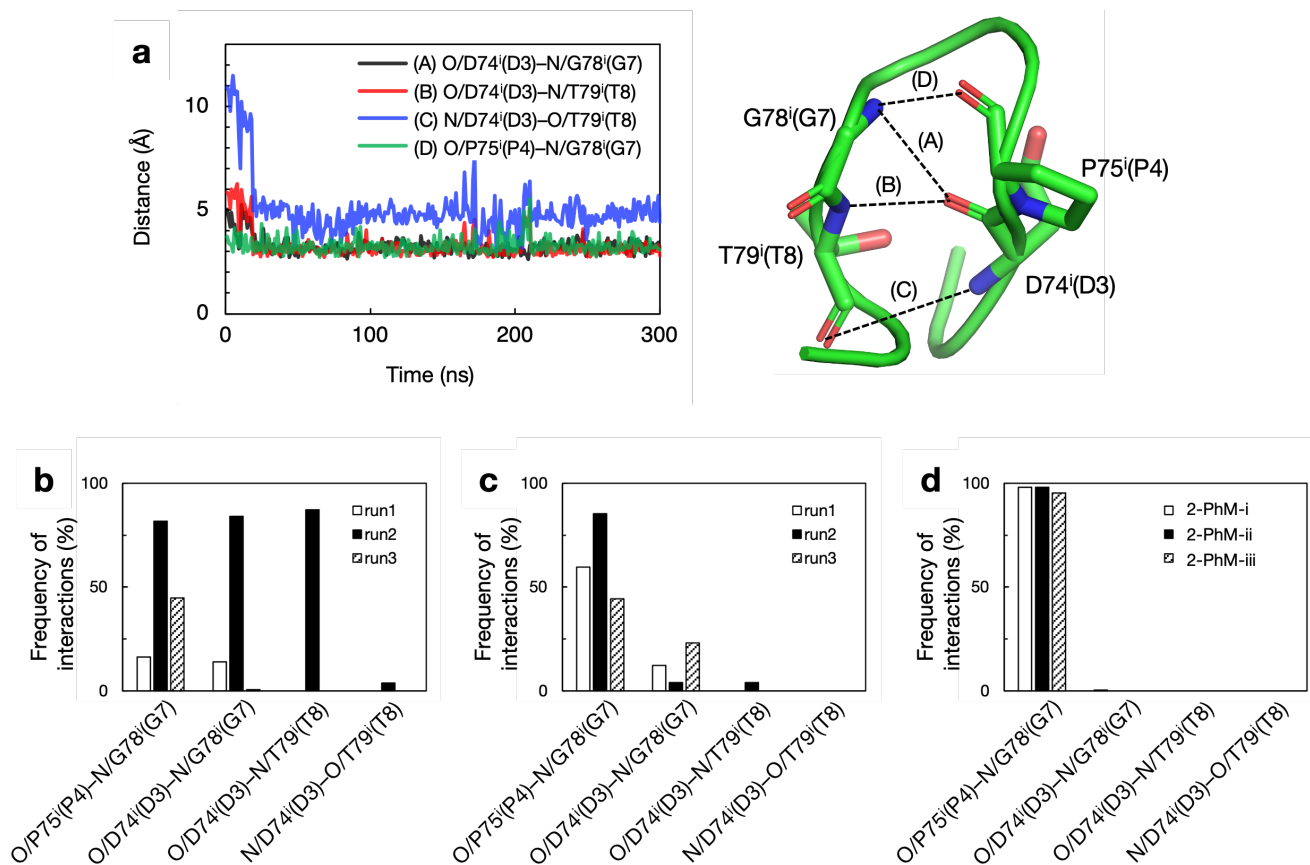 a
(A) O/D74ⁱ(D3)–N/G78ⁱ(G7)
(B) O/D74ⁱ(D3)–N/T79ⁱ(T8)
(C) N/D74ⁱ(D3)–O/T79ⁱ(T8)
(D) O/P75ⁱ(P4)–N/G78ⁱ(G7)
Distance (Å)
10
5
0
0 100 200 300
Time (ns)
(D)
G78ⁱ(G7)
(A)
P75ⁱ(P4)
(B)
T79ⁱ(T8)
D74ⁱ(D3)
(C)
b
Frequency of
interactions (%)
100
50
0
run1
run2
run3
O/P75ⁱ(P4)–N/G78ⁱ(G7)
O/D74ⁱ(D3)–N/G78ⁱ(G7)
O/D74ⁱ(D3)–N/T79ⁱ(T8)
N/D74ⁱ(D3)–O/T79ⁱ(T8)
c
Frequency of
interactions (%)
100
50
0
run1
run2
run3
O/P75ⁱ(P4)–N/G78ⁱ(G7)
O/D74ⁱ(D3)–N/G78ⁱ(G7)
O/D74ⁱ(D3)–N/T79ⁱ(T8)
N/D74ⁱ(D3)–O/T79ⁱ(T8)
d
Frequency of
interactions (%)
100
50
0
2-PhM-i
2-PhM-ii
2-PhM-iii
O/P75ⁱ(P4)–N/G78ⁱ(G7)
O/D74ⁱ(D3)–N/G78ⁱ(G7)
O/D74ⁱ(D3)–N/T79ⁱ(T8)
N/D74ⁱ(D3)–O/T79ⁱ(T8)